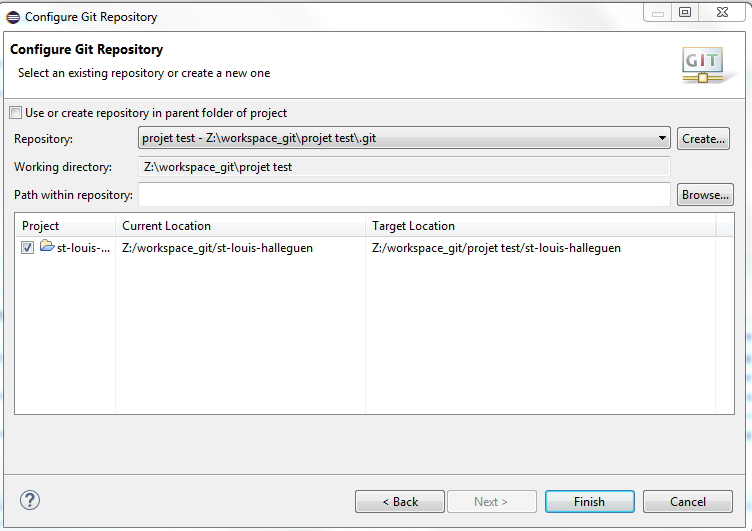 Configure Git Repository
Configure Git Repository
Select an existing repository or create a new one
GIT
Use or create repository in parent folder of project
Repository: projet test - Z:\workspace_git\projet test\.git Create...
Working directory: Z:\workspace_git\projet test
Path within repository: Browse...
Project Current Location Target Location
st-louis-... Z:/workspace_git/st-louis-halleguen Z:/workspace_git/projet test/st-louis-halleguen
? < Back Next > Finish Cancel